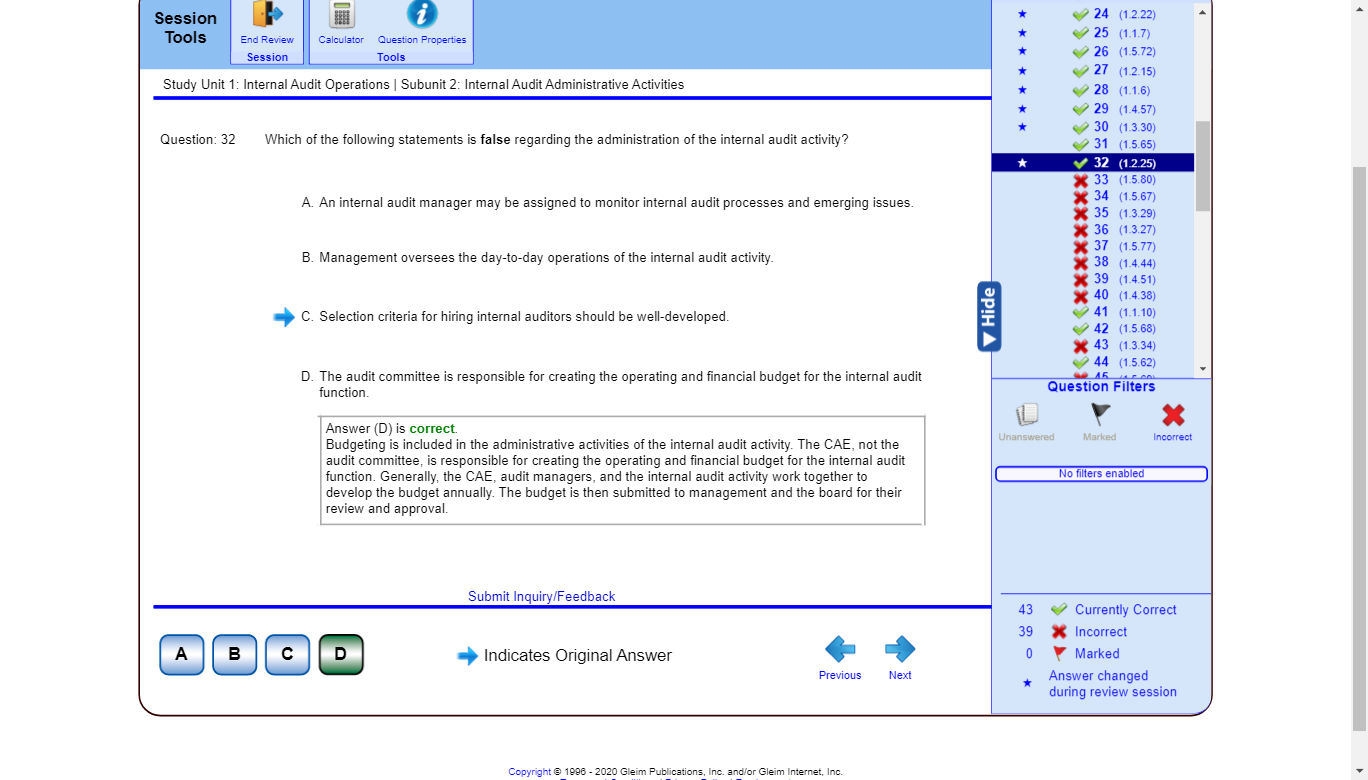 Session
Tools
End Review
Session
Calculator
Question Properties
Tools
Study Unit 1: Internal Audit Operations | Subunit 2: Internal Audit Administrative Activities
Question: 32
Which of the following statements is false regarding the administration of the internal audit activity?
A. An internal audit manager may be assigned to monitor internal audit processes and emerging issues.
B. Management oversees the day-to-day operations of the internal audit activity.
C. Selection criteria for hiring internal auditors should be well-developed.
D. The audit committee is responsible for creating the operating and financial budget for the internal audit
function.
Answer (D) is correct.
Budgeting is included in the administrative activities of the internal audit activity. The CAE, not the
audit committee, is responsible for creating the operating and financial budget for the internal audit
function. Generally, the CAE, audit managers, and the internal audit activity work together to
develop the budget annually. The budget is then submitted to management and the board for their
review and approval.
Submit Inquiry/Feedback
A B C D
Indicates Original Answer
Previous
Next
Hide
24 (1.2.22)
25 (1.1.7)
26 (1.5.72)
27 (1.2.15)
28 (1.1.6)
29 (1.4.57)
30 (1.3.30)
31 (1.5.65)
32 (1.2.25)
33 (1.5.80)
34 (1.5.67)
35 (1.3.29)
36 (1.3.27)
37 (1.5.77)
38 (1.4.44)
39 (1.4.51)
40 (1.4.38)
41 (1.1.10)
42 (1.5.68)
43 (1.3.34)
44 (1.5.62)
Question Filters
Unanswered
Marked
Incorrect
No filters enabled
43 Currently Correct
39 Incorrect
0 Marked
Answer changed
during review session
Copyright © 1996 - 2020 Gleim Publications, Inc. and/or Gleim Internet, Inc.